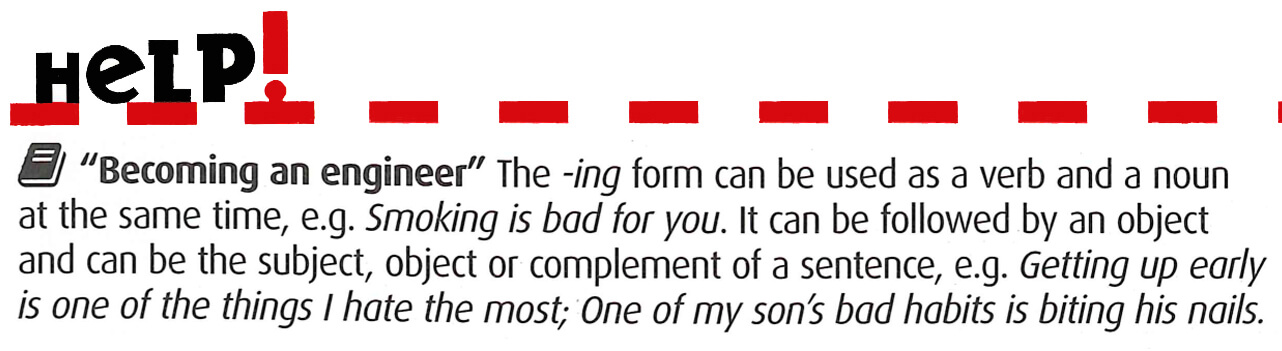 HeLP!
“Becoming an engineer” The -ing form can be used as a verb and a noun
at the same time, e.g. Smoking is bad for you. It can be followed by an object
and can be the subject, object or complement of a sentence, e.g. Getting up early
is one of the things I hate the most; One of my son’s bad habits is biting his nails.